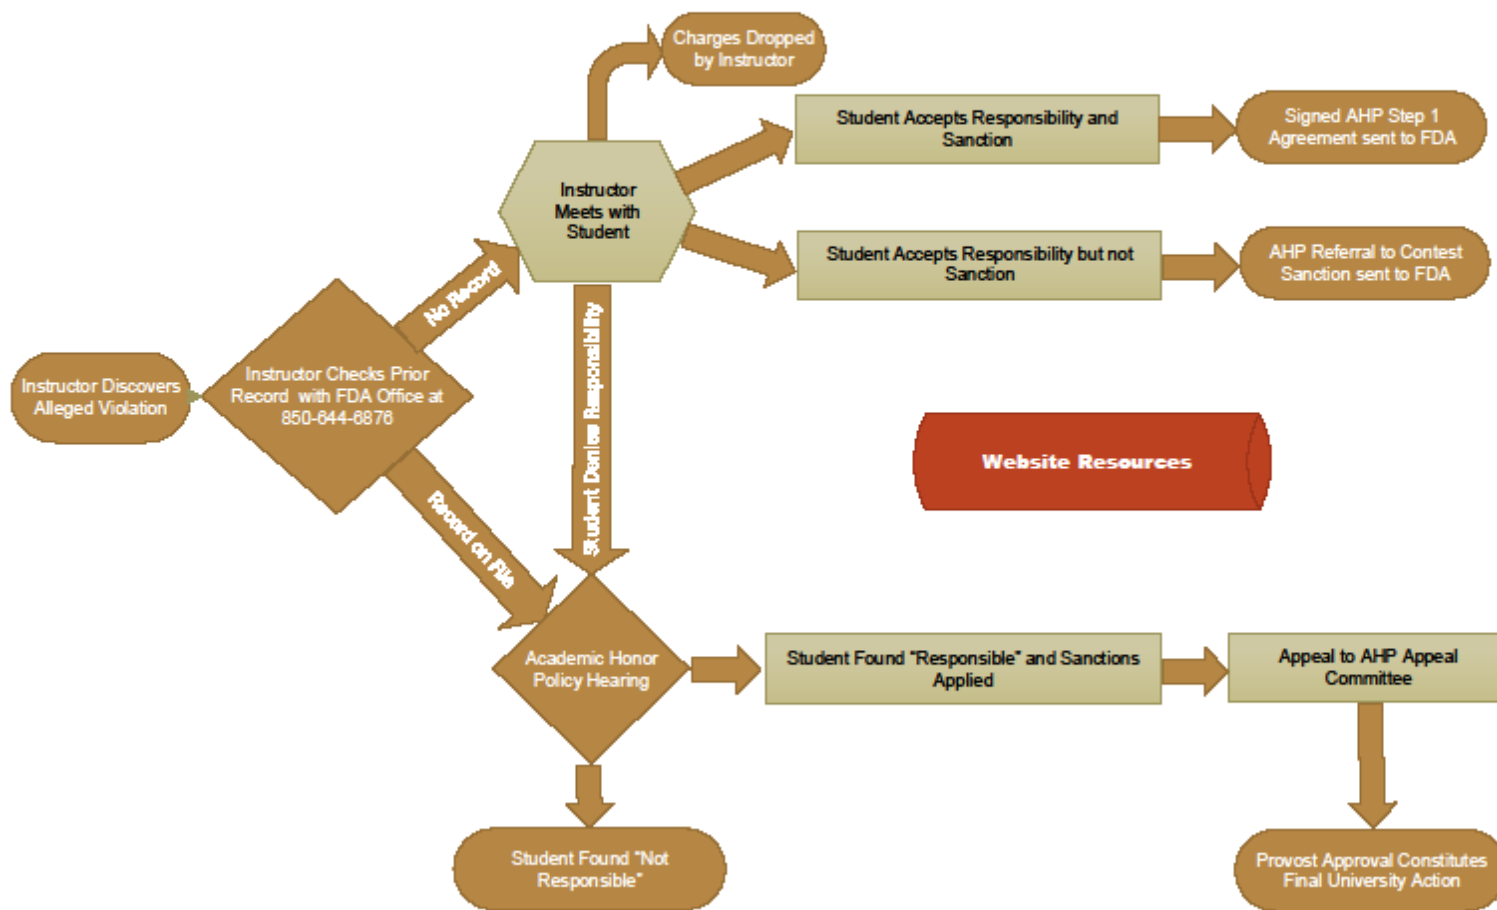 Charges Dropped
by Instructor
Student Accepts Responsibility and
Sanction
Signed AHP Step 1
Agreement sent to FDA
Instructor
Meets with
Student
Student Accepts Responsibility but not
Sanction
AHP Referral to Contest
Sanction sent to FDA
No Record
Instructor Discovers
Alleged Violation
Instructor Checks Prior
Record with FDA Office at
850-644-6876
Student Denies Responsibility
Website Resources
Record on File
Academic Honor
Policy Hearing
Student Found "Responsible" and Sanctions
Applied
Appeal to AHP Appeal
Committee
Student Found "Not
Responsible"
Provost Approval Constitutes
Final University Action